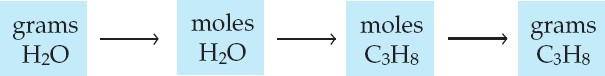 grams
H₂O
moles
H₂O
moles
C₃H₈
grams
C₃H₈